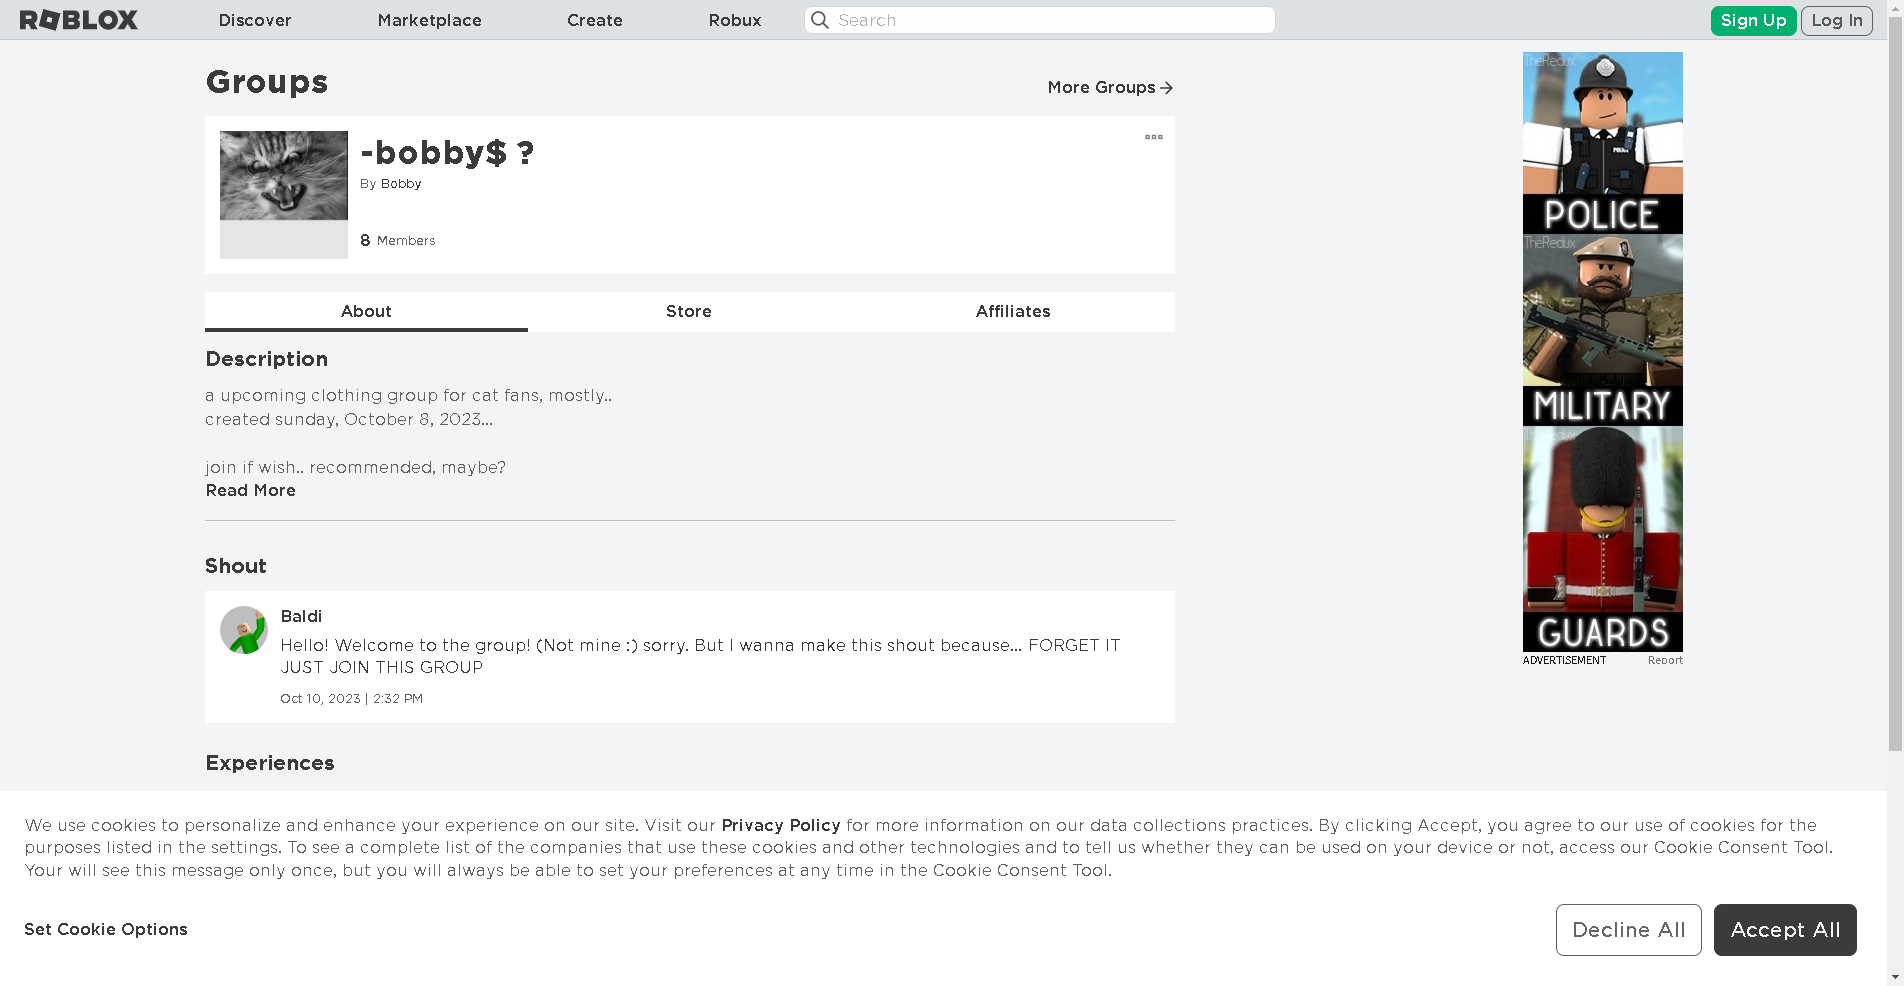 ROBLOX
Discover
Marketplace
Create
Robux
Search
Sign Up
Log In
Groups
More Groups
-bobby$ ?
By Bobby
8 Members
About
Store
Affiliates
Description
a upcoming clothing group for cat fans, mostly..
created sunday, October 8, 2023...
join if wish.. recommended, maybe?
Read More
Shout
Baldi
Hello! Welcome to the group! (Not mine :) sorry. But I wanna make this shout because... FORGET IT
JUST JOIN THIS GROUP
Oct 10, 2023 | 2:32 PM
Experiences
TheRedux
POLICE
POLICE
TheRedux
MILITARY
TheRedux
GUARDS
ADVERTISEMENT
Report
We use cookies to personalize and enhance your experience on our site. Visit our Privacy Policy for more information on our data collections practices. By clicking Accept, you agree to our use of cookies for the
purposes listed in the settings. To see a complete list of the companies that use these cookies and other technologies and to tell us whether they can be used on your device or not, access our Cookie Consent Tool.
Your will see this message only once, but you will always be able to set your preferences at any time in the Cookie Consent Tool.
Set Cookie Options
Decline All
Accept All